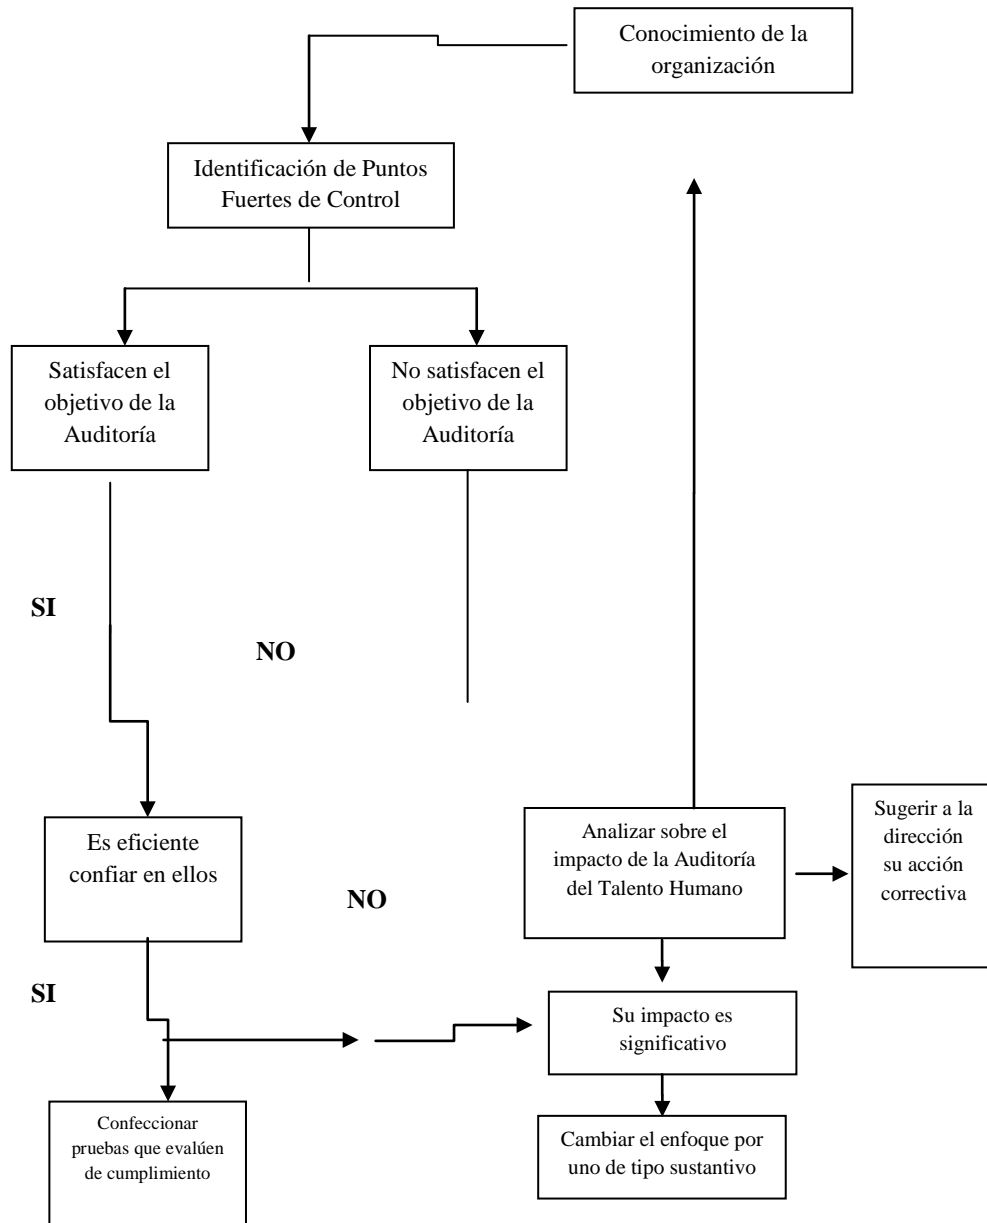 Conocimiento de la
organización
Identificación de Puntos
Fuertes de Control
Satisfacen el
objetivo de la
Auditoría
No satisfacen el
objetivo de la
Auditoría
SI
NO
Es eficiente
confiar en ellos
NO
Analizar sobre el
impacto de la Auditoría
del Talento Humano
Sugerir a la
dirección
su acción
correctiva
SI
Su impacto es
significativo
Confeccionar
pruebas que evalúen
de cumplimiento
Cambiar el enfoque por
uno de tipo sustantivo